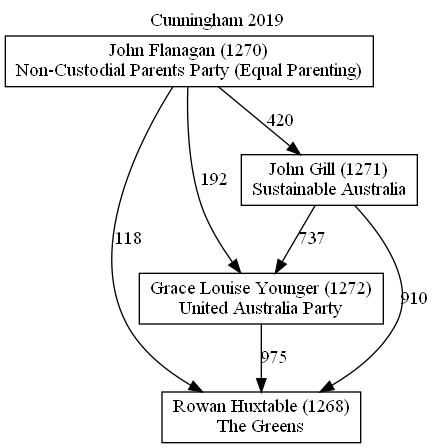 Cunningham 2019
John Flanagan (1270)
Non-Custodial Parents Party (Equal Parenting)
420
John Gill (1271)
Sustainable Australia
192
118
737
910
Grace Louise Younger (1272)
United Australia Party
975
Rowan Huxtable (1268)
The Greens